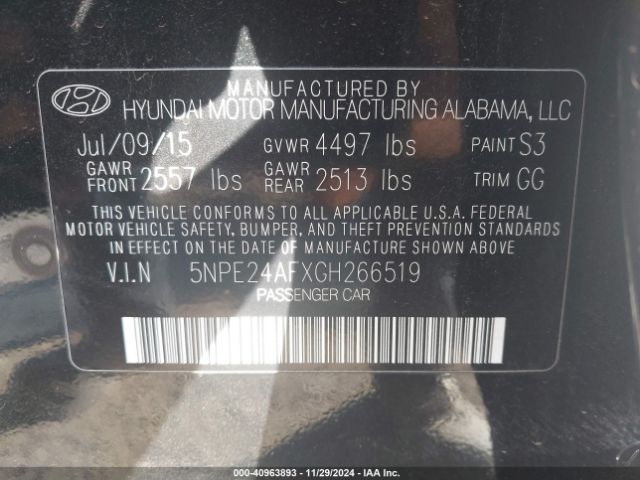 MANUFACTURED BY
HYUNDAI MOTOR MANUFACTURING ALABAMA, LLC
Jul/09/15 GVWR 4497 lbs PAINT S3
GAWR FRONT 2557 lbs GAWR REAR 2513 lbs TRIM GG
THIS VEHICLE CONFORMS TO ALL APPLICABLE U.S.A. FEDERAL
MOTOR VEHICLE SAFETY, BUMPER, AND THEFT PREVENTION STANDARDS
IN EFFECT ON THE DATE OF MANUFACTURE SHOWN ABOVE
V.I.N 5NPE24AFXGH266519
PASSENGER CAR
000-40963893 - 11/29/2024 - IAA Inc.